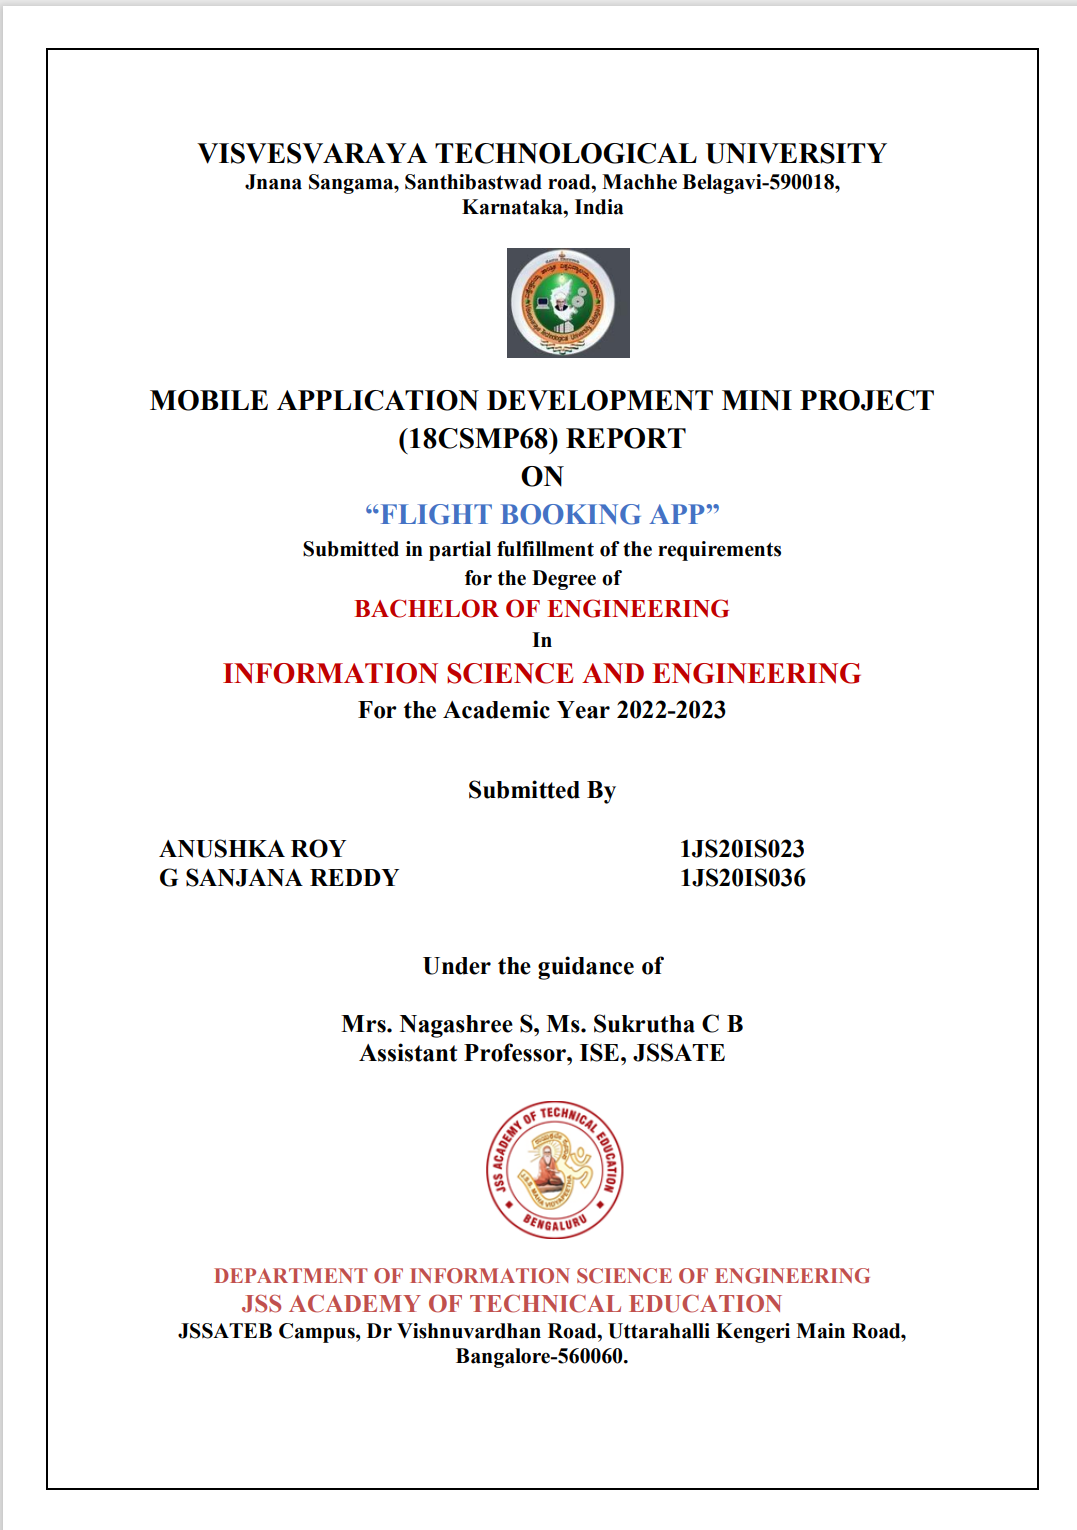 VISVESVARAYA TECHNOLOGICAL UNIVERSITY
Jnana Sangama, Santhibastwad road, Machhe Belagavi-590018,
Karnataka, India
MOBILE APPLICATION DEVELOPMENT MINI PROJECT
(18CSMP68) REPORT
ON
“FLIGHT BOOKING APP”
Submitted in partial fulfillment of the requirements
for the Degree of
BACHELOR OF ENGINEERING
In
INFORMATION SCIENCE AND ENGINEERING
For the Academic Year 2022-2023
Submitted By
ANUSHKA ROY 1JS20IS023
G SANJANA REDDY 1JS20IS036
Under the guidance of
Mrs. Nagashree S, Ms. Sukrutha C B
Assistant Professor, ISE, JSSATE
JSS ACADEMY OF TECHNICAL EDUCATION
BENGALURU
DEPARTMENT OF INFORMATION SCIENCE OF ENGINEERING
JSS ACADEMY OF TECHNICAL EDUCATION
JSSATEB Campus, Dr Vishnuvardhan Road, Uttarahalli Kengeri Main Road,
Bangalore-560060.